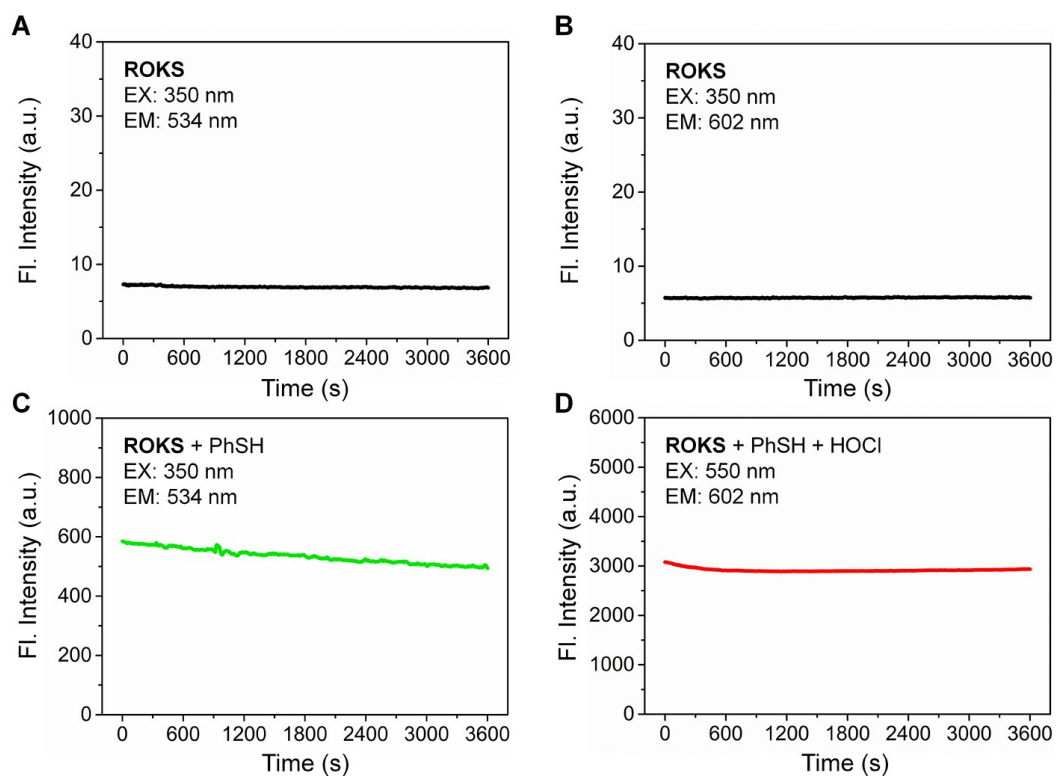 A
ROKS
EX: 350 nm
EM: 534 nm
Fl. Intensity (a.u.)
40
30
20
10
0
0 600 1200 1800 2400 3000 3600
Time (s)
B
ROKS
EX: 350 nm
EM: 602 nm
Fl. Intensity (a.u.)
40
30
20
10
0
0 600 1200 1800 2400 3000 3600
Time (s)
C
ROKS + PhSH
EX: 350 nm
EM: 534 nm
Fl. Intensity (a.u.)
1000
800
600
400
200
0
0 600 1200 1800 2400 3000 3600
Time (s)
D
ROKS + PhSH + HOCl
EX: 550 nm
EM: 602 nm
Fl. Intensity (a.u.)
6000
5000
4000
3000
2000
1000
0
0 600 1200 1800 2400 3000 3600
Time (s)